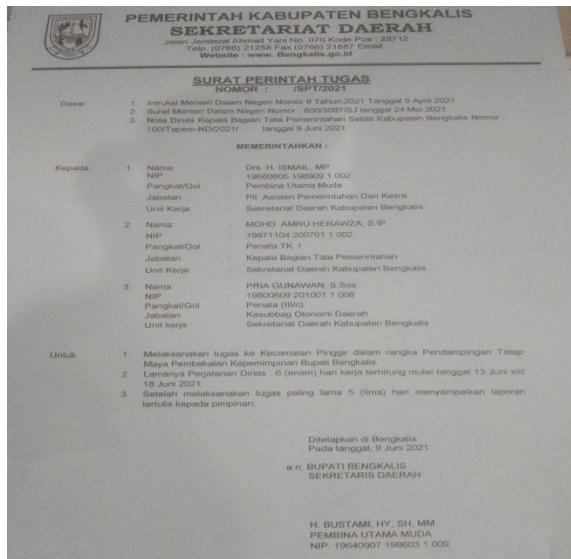 PEMERINTAH KABUPATEN BENGKALIS
SEKRETARIAT DAERAH
Jalan Jenderal Ahmad Yani No. 070 Kode Pos : 28712
Telp. (0766) 21258 Fax (0766) 21687 Email
Website : www. Bengkalis.go.id
SURAT PERINTAH TUGAS
NOMOR : /SPT/2021
Dasar 1. Intruksi Menteri Dalam Negeri Nomor 8 Tahun 2021 Tanggal 9 April 2021
2. Surat Menteri Dalam Negeri Nomor : 800/3087/SJ tanggal 24 Mei 2021
3. Nota Dinas Kepala Bagian Tata Pemerintahan Setda Kabupaten Bengkalis Nomor
100/Tapem-ND/2021/ tanggal 9 Juni 2021
MEMERINTAHKAN :
Kepada : 1. Nama : Drs. H. ISMAIL, MP
NIP : 19680605 198909 1 002
Pangkat/Gol : Pembina Utama Muda
Jabatan : Plt. Asisten Pemerintahan Dan Kesra
Unit Kerja : Sekretariat Daerah Kabupaten Bengkalis
2. Nama : MOHD. AMRU HERAWZA, S.IP
NIP : 19871104 200701 1 002
Pangkat/Gol : Penata TK. I
Jabatan : Kepala Bagian Tata Pemerintahan
Unit Kerja : Sekretariat Daerah Kabupaten Bengkalis
3. Nama : PRIA GUNAWAN, S.Sos
NIP : 19800609 201001 1 008
Pangkat/Gol : Penata (III/c)
Jabatan : Kasubbag Otonomi Daerah
Unit kerja : Sekretariat Daerah Kabupaten Bengkalis
Untuk : 1. Melaksanakan tugas ke Kecamatan Pinggir dalam rangka Pendampingan Tatap
Maya Pembekalan Kepemimpinan Bupati Bengkalis.
2. Lamanya Perjalanan Dinas : 6 (enam) hari kerja terhitung mulai tanggal 13 Juni s/d
18 Juni 2021.
3. Setelah melaksanakan tugas paling lama 5 (lima) hari menyampaikan laporan
tertulis kepada pimpinan.
Ditetapkan di Bengkalis
Pada tanggal, 9 Juni 2021
a.n. BUPATI BENGKALIS
SEKRETARIS DAERAH
H. BUSTAMI, HY, SH, MM
PEMBINA UTAMA MUDA
NIP. 19640907 198603 1 009